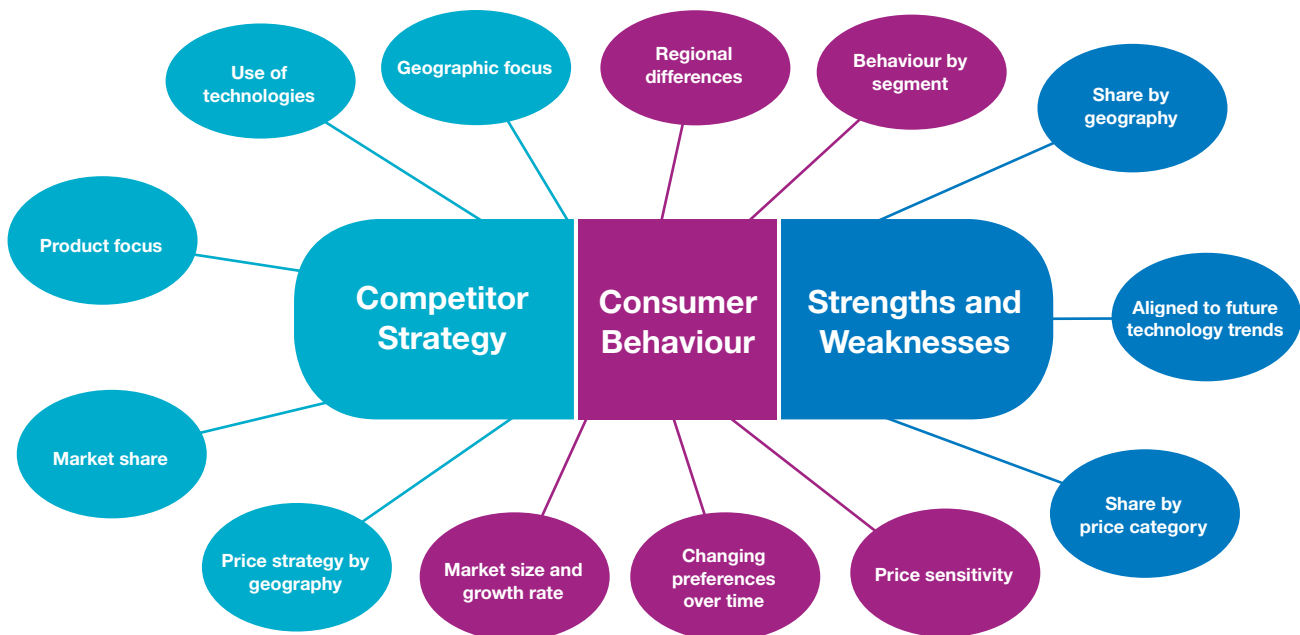 Use of
technologies
Geographic focus
Regional
differences
Behaviour by
segment
Share by
geography
Product focus
Competitor
Strategy
Consumer
Behaviour
Strengths and
Weaknesses
Aligned to future
technology trends
Market share
Price strategy by
geography
Market size and
growth rate
Changing
preferences
over time
Price sensitivity
Share by
price category